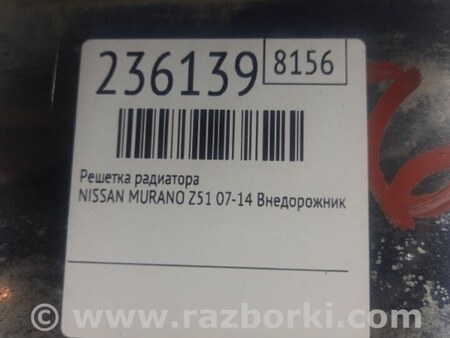 236139 8156
Решетка радиатора
NISSAN MURANO Z51 07-14 Внедорожник
© www.razborki.com